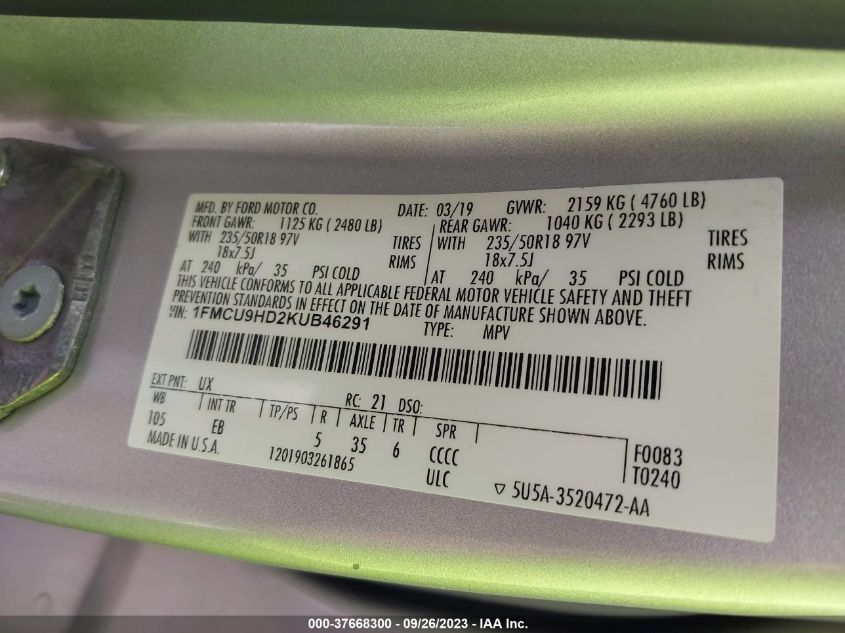 MFD. BY FORD MOTOR CO. DATE: 03/19 GVWR: 2159 KG ( 4760 LB)
FRONT GAWR: 1125 KG ( 2480 LB) REAR GAWR: 1040 KG ( 2293 LB)
WITH 235/50R18 97V TIRES WITH 235/50R18 97V TIRES
18x7.5J RIMS 18x7.5J RIMS
AT 240 kPa/ 35 PSI COLD AT 240 kPa/ 35 PSI COLD
THIS VEHICLE CONFORMS TO ALL APPLICABLE FEDERAL MOTOR VEHICLE SAFETY AND THEFT
PREVENTION STANDARDS IN EFFECT ON THE DATE OF MANUFACTURE SHOWN ABOVE.
VIN: 1FMCU9HD2KUB46291 TYPE: MPV
EXT PNT: UX RC: 21 DSO:
WB INT TR TP/PS R AXLE TR SPR
105 EB 5 35 6 CCCC F0083
MADE IN U.S.A. 1201903261865 ULC T0240
▽ 5U5A-3520472-AA
000-37668300 - 09/26/2023 - IAA Inc.